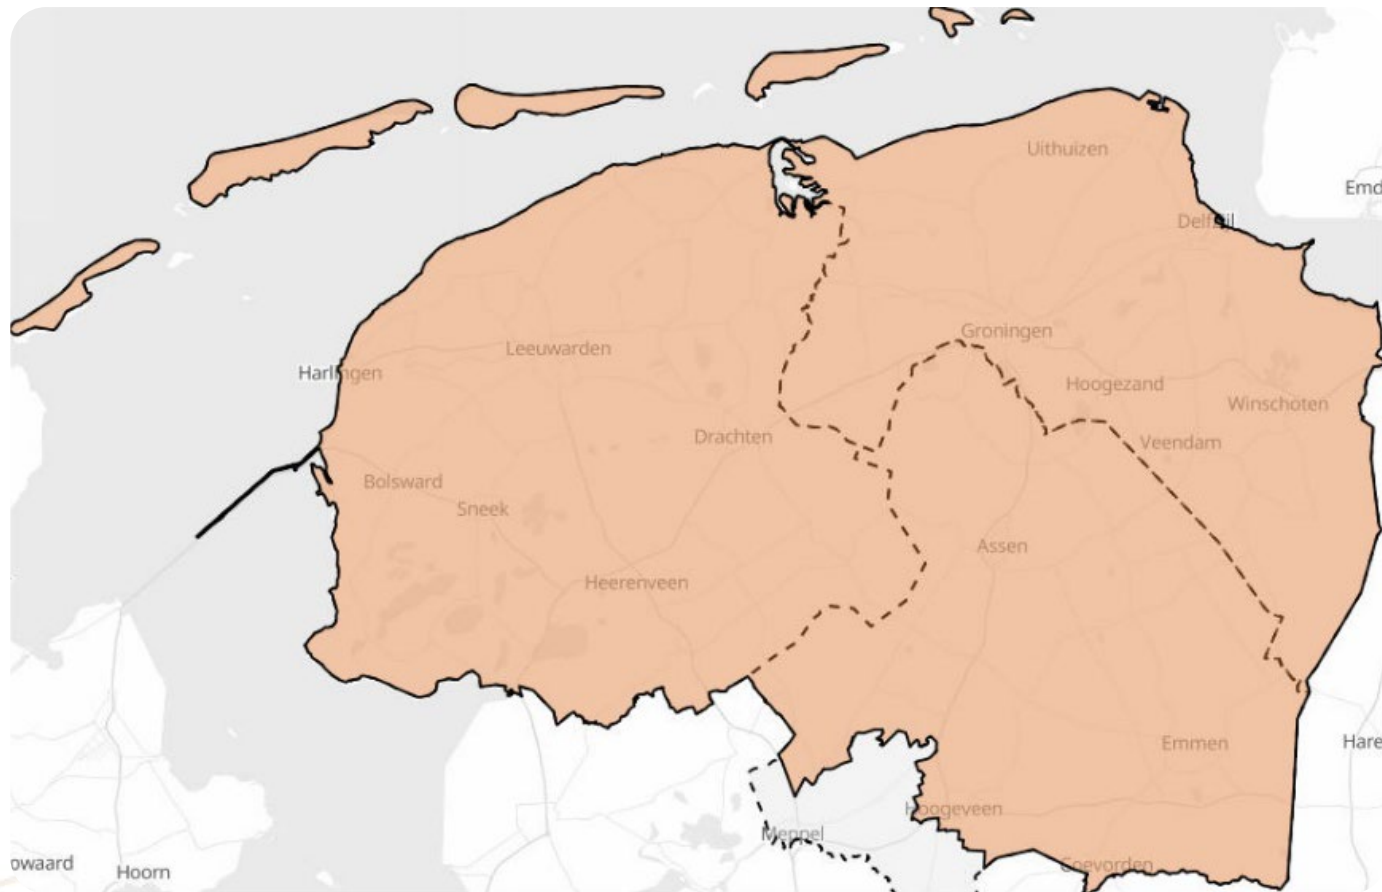 Uithuizen
Emd
Delfzijl
Groningen
Leeuwarden
Harlingen
Hoogezand
Winschoten
Drachten
Veendam
Bolsward
Sneek
Assen
Heerenveen
Emmen
Hare
Hoogeveen
Meppel
owaard
Hoorn
Coevorden